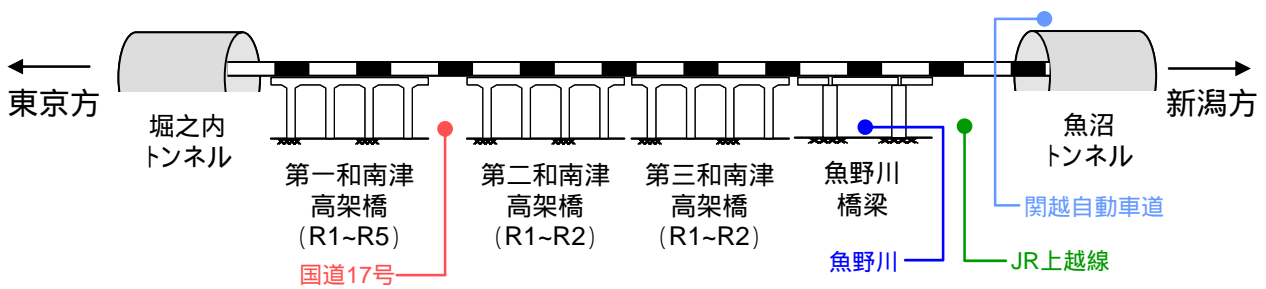 東京方
堀之内
トンネル
第一和南津
高架橋
(R1~R5)
国道17号
第二和南津
高架橋
(R1~R2)
第三和南津
高架橋
(R1~R2)
魚野川
橋梁
魚野川
JR上越線
関越自動車道
魚沼
トンネル
新潟方